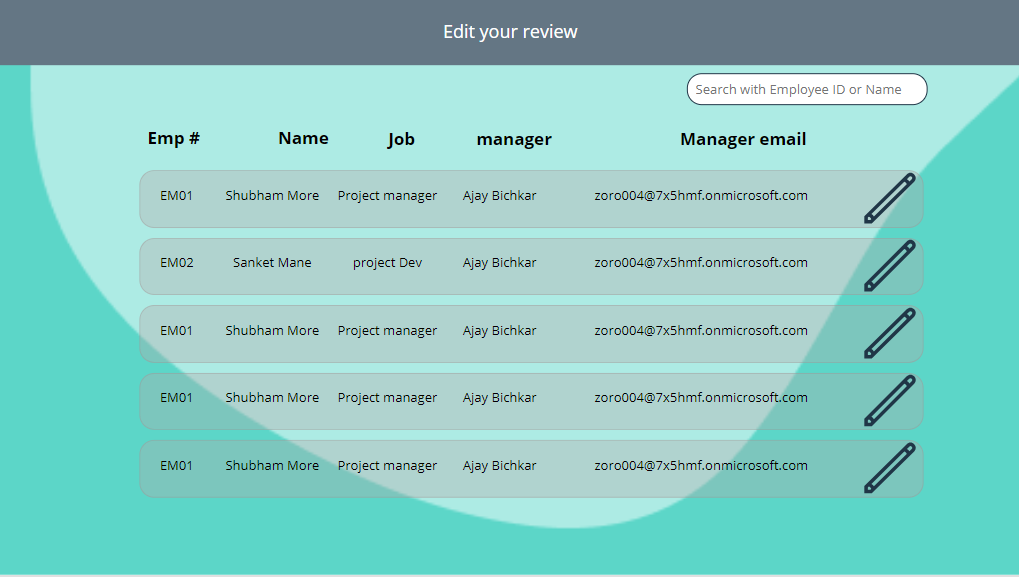 Edit your review
Search with Employee ID or Name
Emp # Name Job manager Manager email
EM01 Shubham More Project manager Ajay Bichkar zoro004@7x5hmf.onmicrosoft.com
EM02 Sanket Mane project Dev Ajay Bichkar zoro004@7x5hmf.onmicrosoft.com
EM01 Shubham More Project manager Ajay Bichkar zoro004@7x5hmf.onmicrosoft.com
EM01 Shubham More Project manager Ajay Bichkar zoro004@7x5hmf.onmicrosoft.com
EM01 Shubham More Project manager Ajay Bichkar zoro004@7x5hmf.onmicrosoft.com